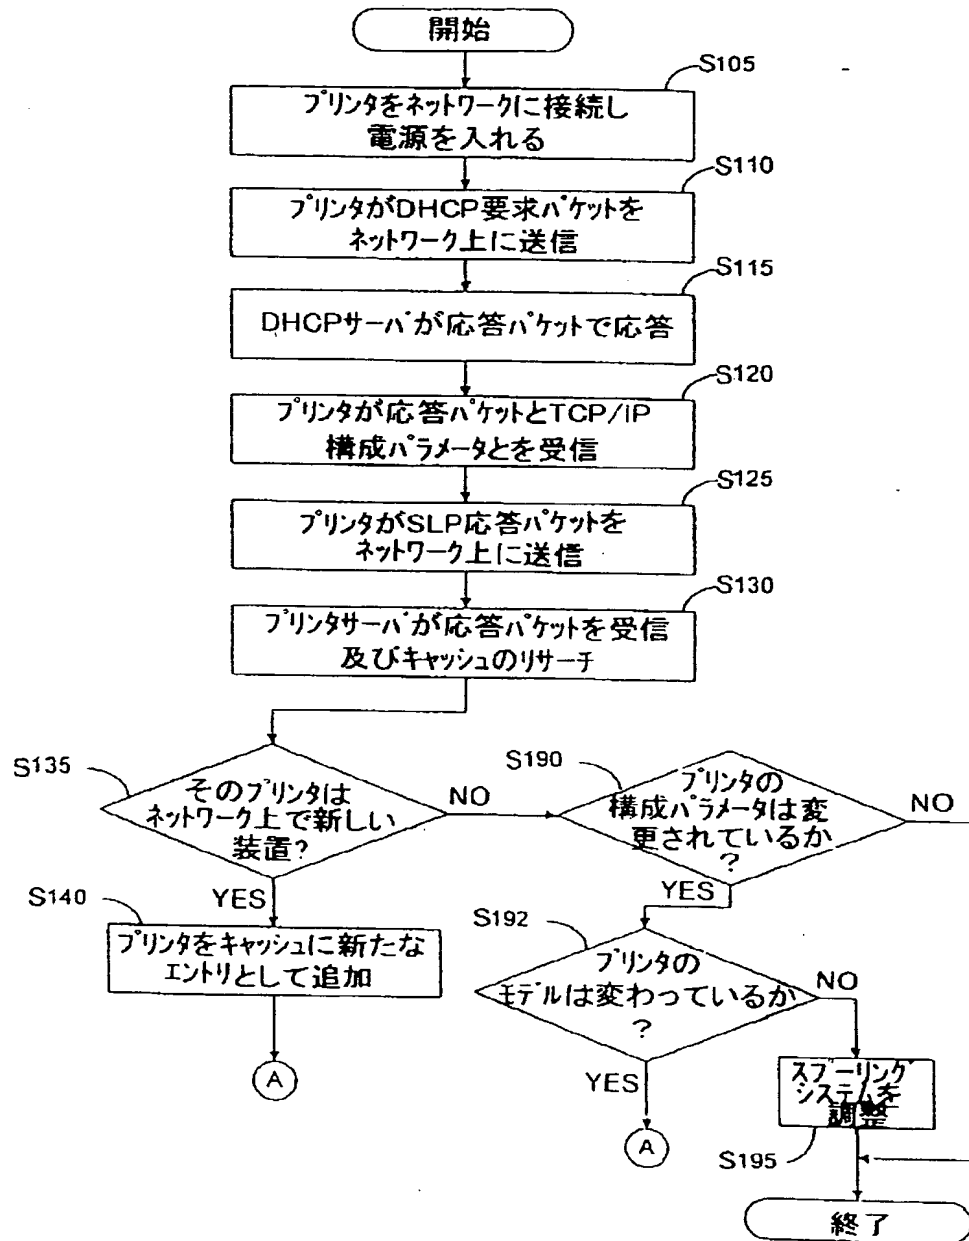 開始
S105
プリンタをネットワークに接続し
電源を入れる
S110
プリンタがDHCP要求パケットを
ネットワーク上に送信
S115
DHCPサーバが応答パケットで応答
S120
プリンタが応答パケットとTCP/IP
構成パラメータとを受信
S125
プリンタがSLP応答パケットを
ネットワーク上に送信
S130
プリンタサーバが応答パケットを受信
及びキャッシュのリサーチ
S135
そのプリンタは
ネットワーク上で新しい
装置?
NO
YES
S190
プリンタの
構成パラメータは変
更されているか
?
NO
YES
S140
プリンタをキャッシュに新たな
エントリとして追加
A
S192
プリンタの
モデルは変わっているか
?
NO
YES
A
スプーリング
システムを
調整
S195
終了